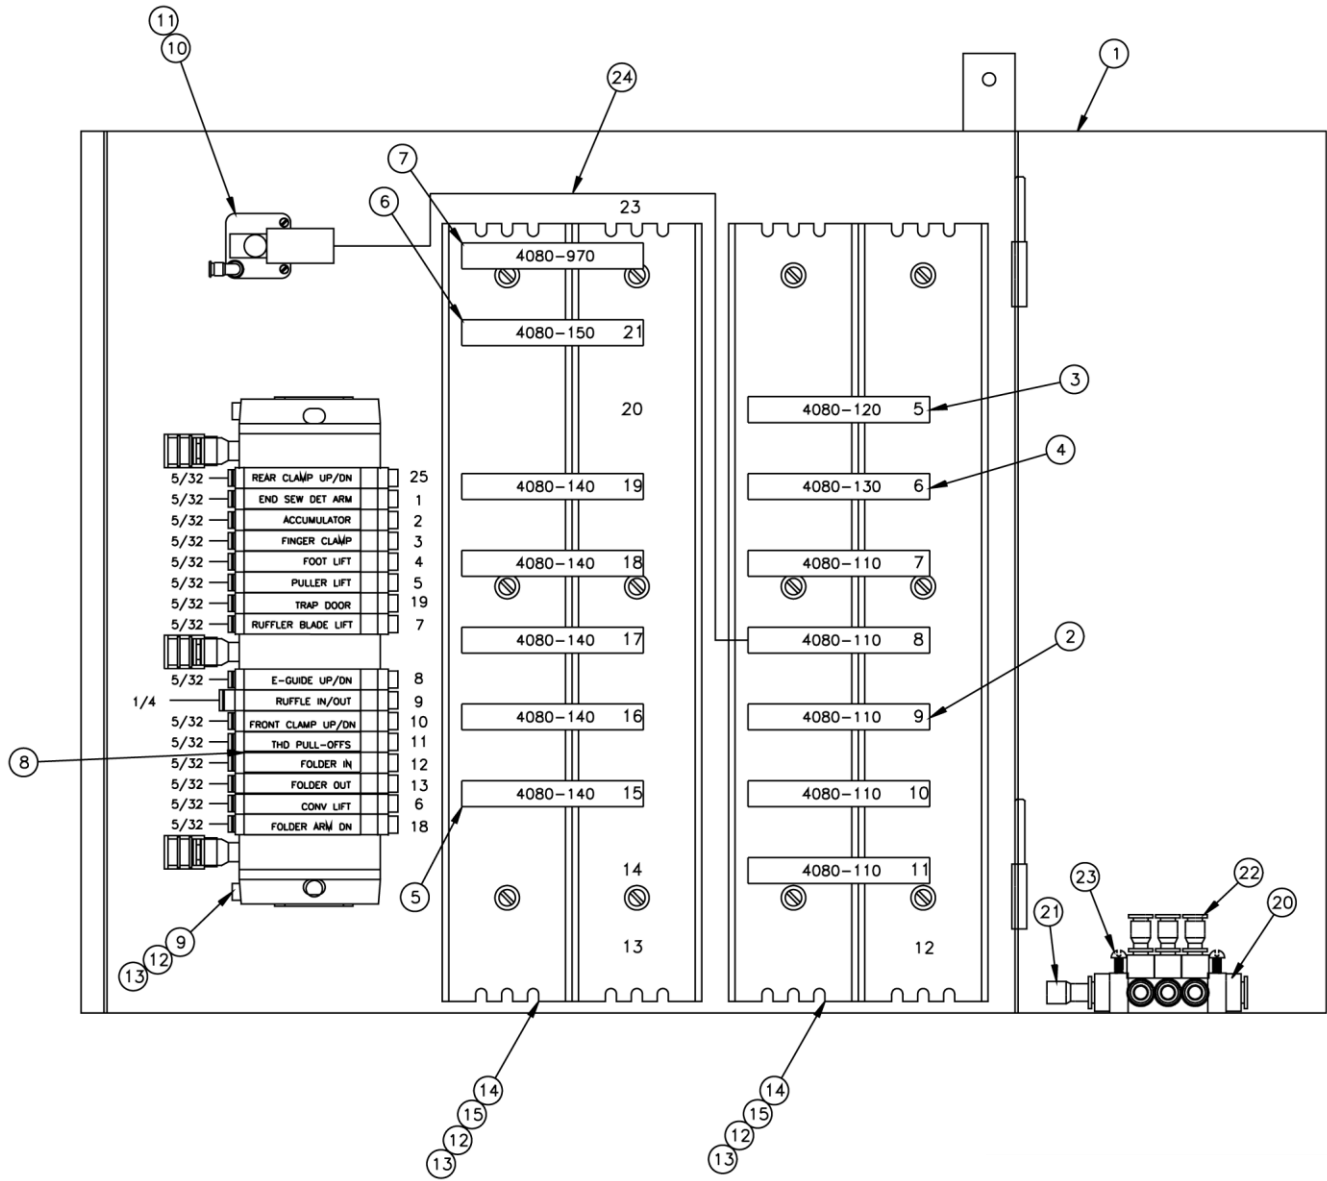 11
10
24
1
7
6
23
4080-970
4080-150 21
20
4080-120 5
3
4080-140 19
4080-130 6
4
4080-140 18
4080-110 7
4080-140 17
4080-110 8
2
4080-140 16
4080-110 9
4080-140 15
4080-110 10
14
4080-110 11
13
12
5
5/32 REAR CLAMP UP/DN 25
5/32 END SEW DET ARM 1
5/32 ACCUMULATOR 2
5/32 FINGER CLAMP 3
5/32 FOOT LIFT 4
5/32 PULLER LIFT 5
5/32 TRAP DOOR 19
5/32 RUFFLER BLADE LIFT 7
5/32 E-GUIDE UP/DN 8
1/4 RUFFLE IN/OUT 9
5/32 FRONT CLAMP UP/DN 10
5/32 THD PULL-OFFS 11
8
5/32 FOLDER IN 12
5/32 FOLDER OUT 13
5/32 CONV LIFT 6
5/32 FOLDER ARM DN 18
9
12
13
23
22
21
20
14
15
12
13
14
15
12
13